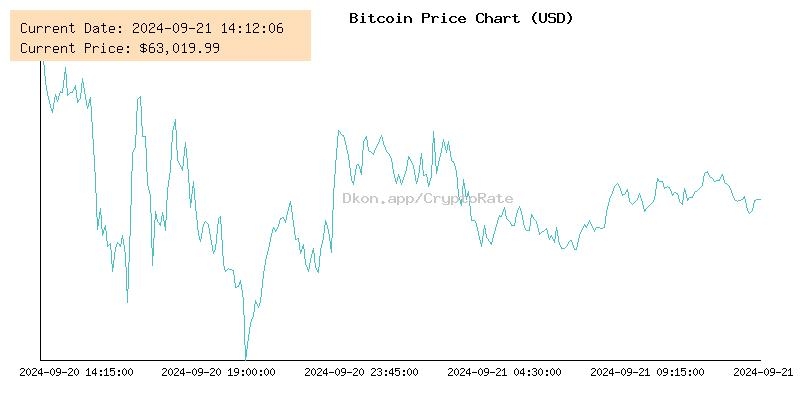 Bitcoin Price Chart (USD)
Current Date: 2024-09-21 14:12:06
Current Price: $63,019.99
Dkon.app/CryptoRate
2024-09-20 14:15:00 2024-09-20 19:00:00 2024-09-20 23:45:00 2024-09-21 04:30:00 2024-09-21 09:15:00 2024-09-21